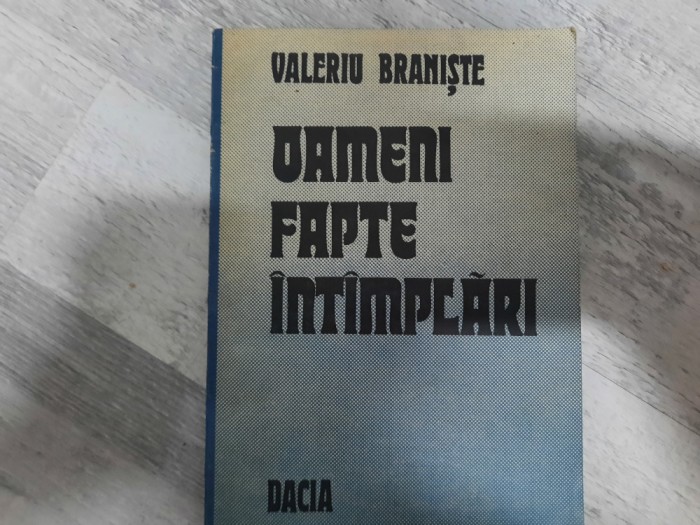 VALERIU BRANIȘTE
OAMENI
FAPTE
ÎNTÎMPLĂRI
DACIA